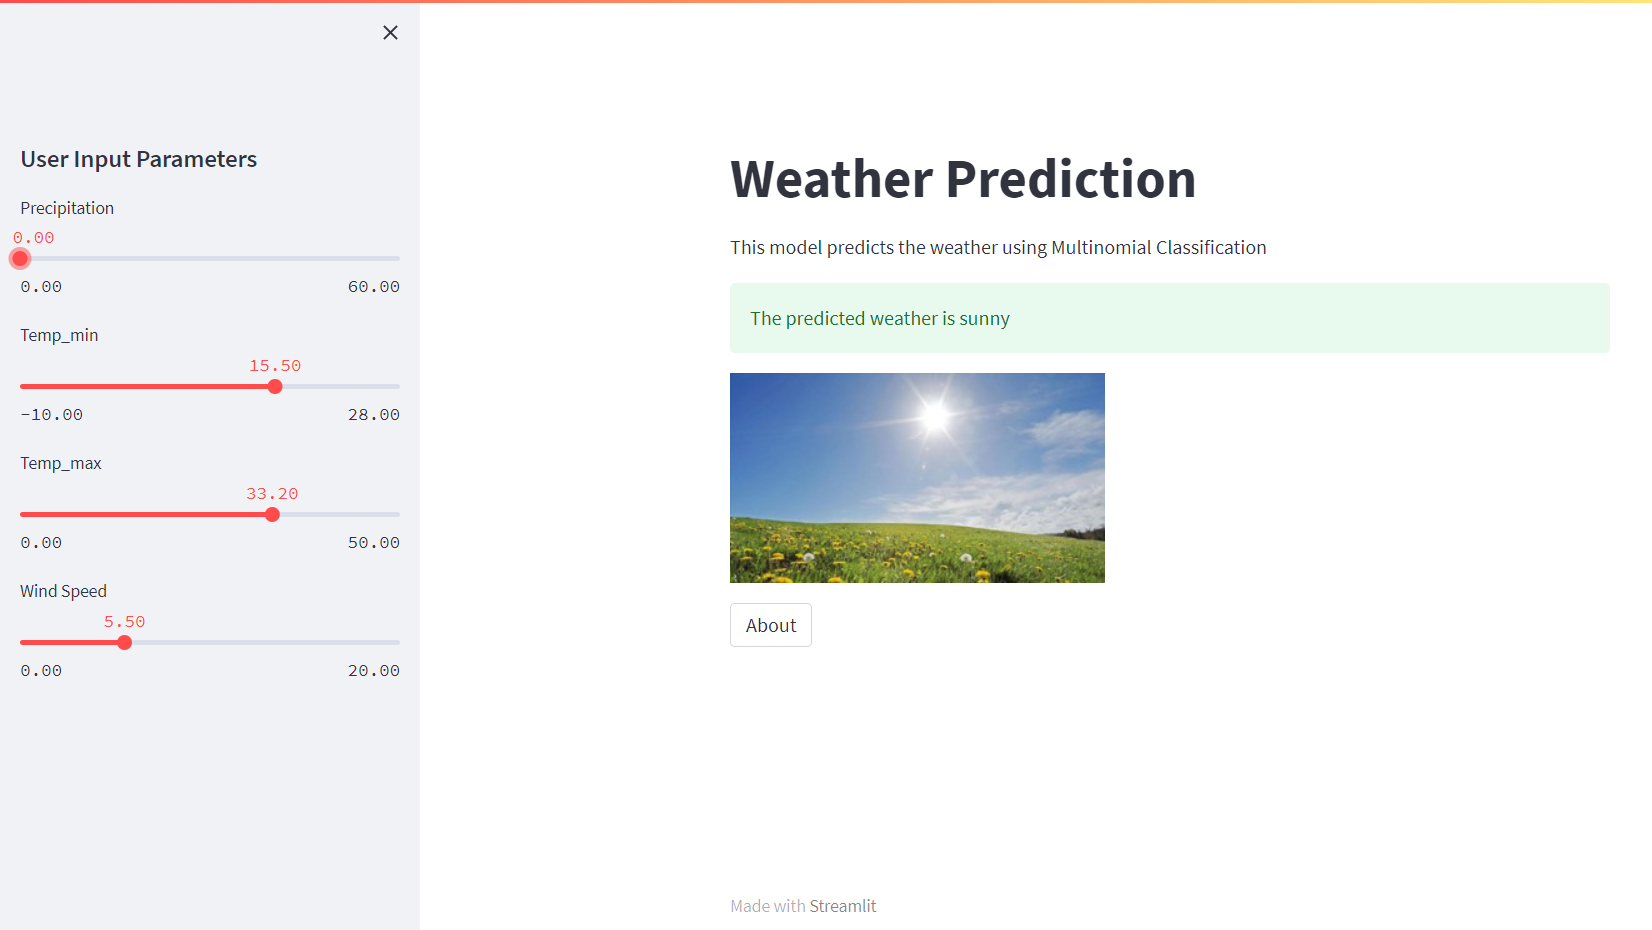 User Input Parameters
Precipitation
0.00
0.00 60.00
Temp_min
15.50
-10.00 28.00
Temp_max
33.20
0.00 50.00
Wind Speed
5.50
0.00 20.00
Weather Prediction
This model predicts the weather using Multinomial Classification
The predicted weather is sunny
About
Made with Streamlit